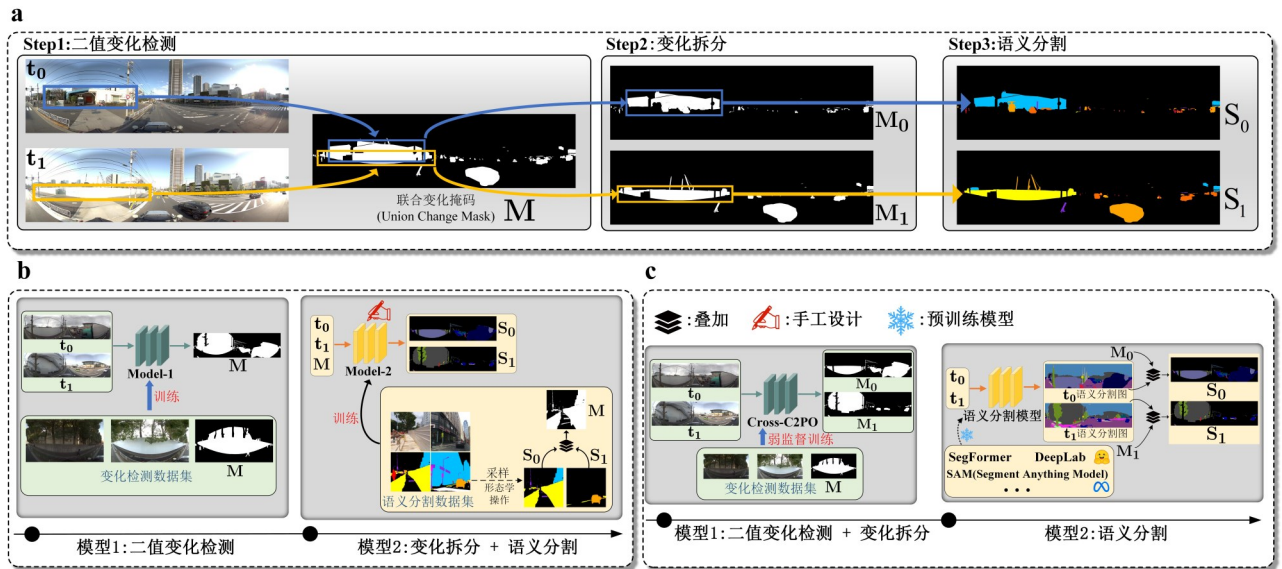 a
Step1:二值变化检测
t0
t1
联合变化掩码
(Union Change Mask)
M
Step2:变化拆分
M0
M1
Step3:语义分割
S0
S1
b
t0
t1
Model-1
M
训练
M
变化检测数据集
模型1:二值变化检测
t0
t1
M
Model-2
S0
S1
训练
M
S0
S1
采样
形态学
操作
语义分割数据集
模型2:变化拆分 + 语义分割
c
:叠加
:手工设计
:预训练模型
t0
t1
Cross-C2PO
M0
M1
弱监督训练
M
变化检测数据集
模型1:二值变化检测 + 变化拆分
t0
t1
语义分割模型
M0
t0语义分割图
S0
t1语义分割图
M1
S1
SegFormer
DeepLab
SAM(Segment Anything Model)
• • •
模型2:语义分割